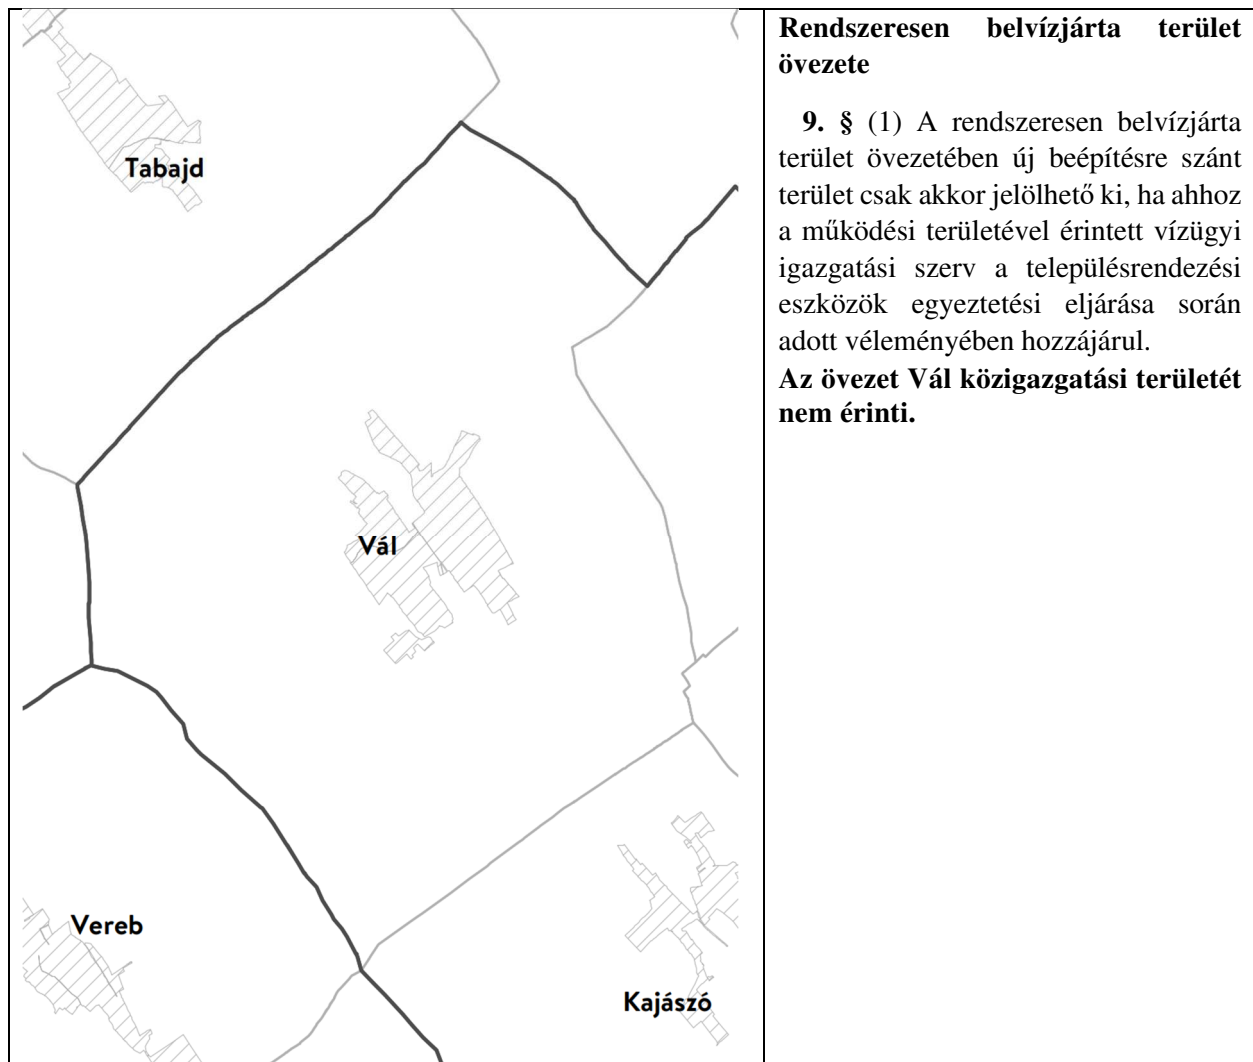 Tabajd
Vál
Vereb
Kajászó
Rendszeresen belvízjárta terület
övezete
9. § (1) A rendszeresen belvízjárta
terület övezetében új beépítésre szánt
terület csak akkor jelölhető ki, ha ahhoz
a működési területével érintett vízügyi
igazgatási szerv a településrendezési
eszközök egyeztetési eljárása során
adott véleményében hozzájárul.
Az övezet Vál közigazgatási területét
nem érinti.